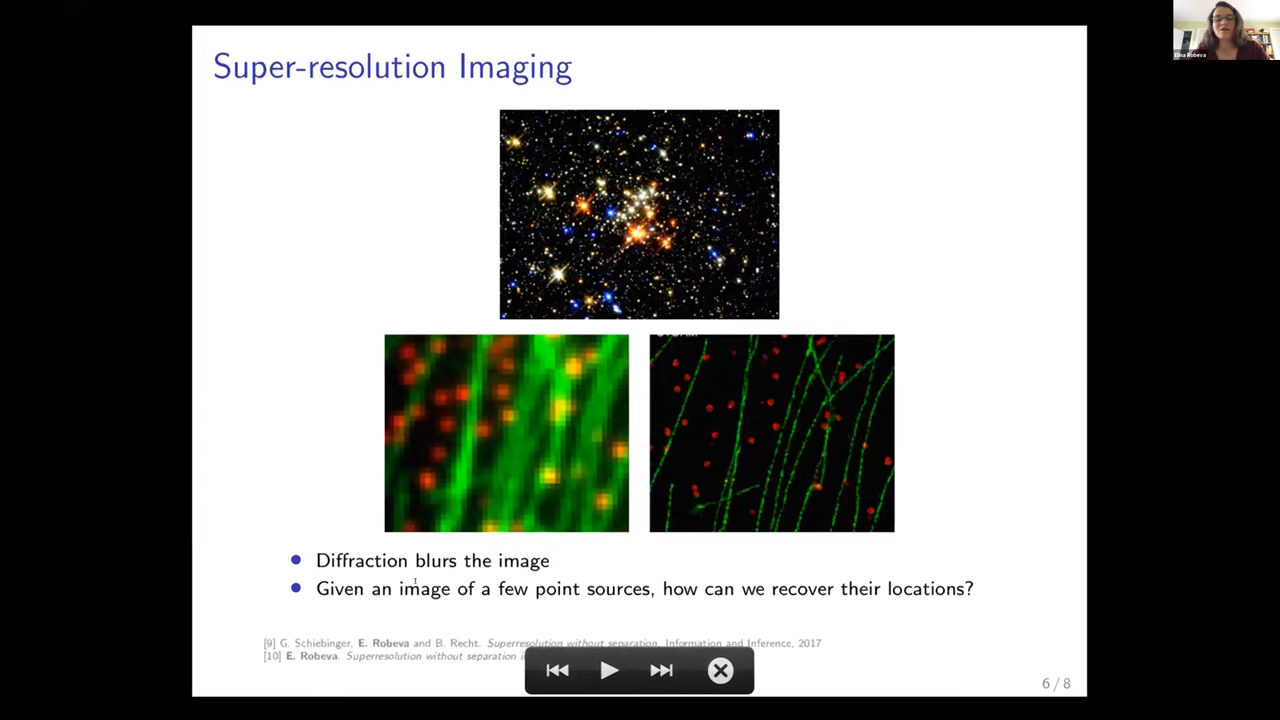 Super-resolution Imaging
Elina Robeva
Diffraction blurs the image
Given an image of a few point sources, how can we recover their locations?
[9] G. Schiebinger, E. Robeva and B. Recht. Superresolution without separation. Information and Inference, 2017
[10] E. Robeva. Superresolution without separation
6 / 8